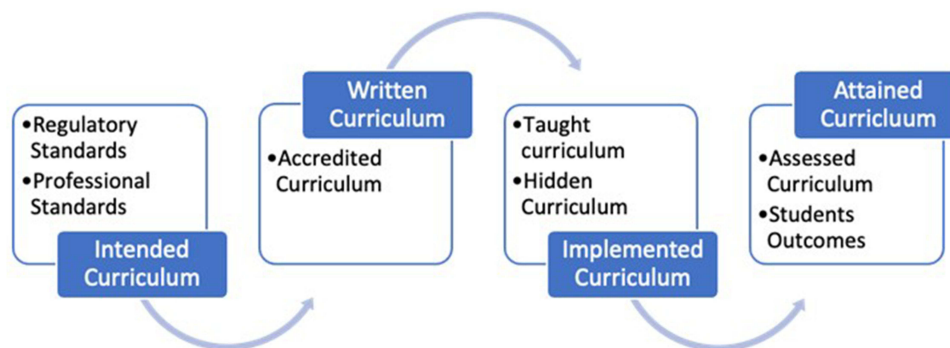 •Regulatory
Standards
•Professional
Standards
Intended
Curriculum
Written
Curriculum
•Accredited
Curriculum
•Taught
curriculum
•Hidden
Curriculum
Implemented
Curriculum
Attained
Curricluum
•Assessed
Curriculum
•Students
Outcomes